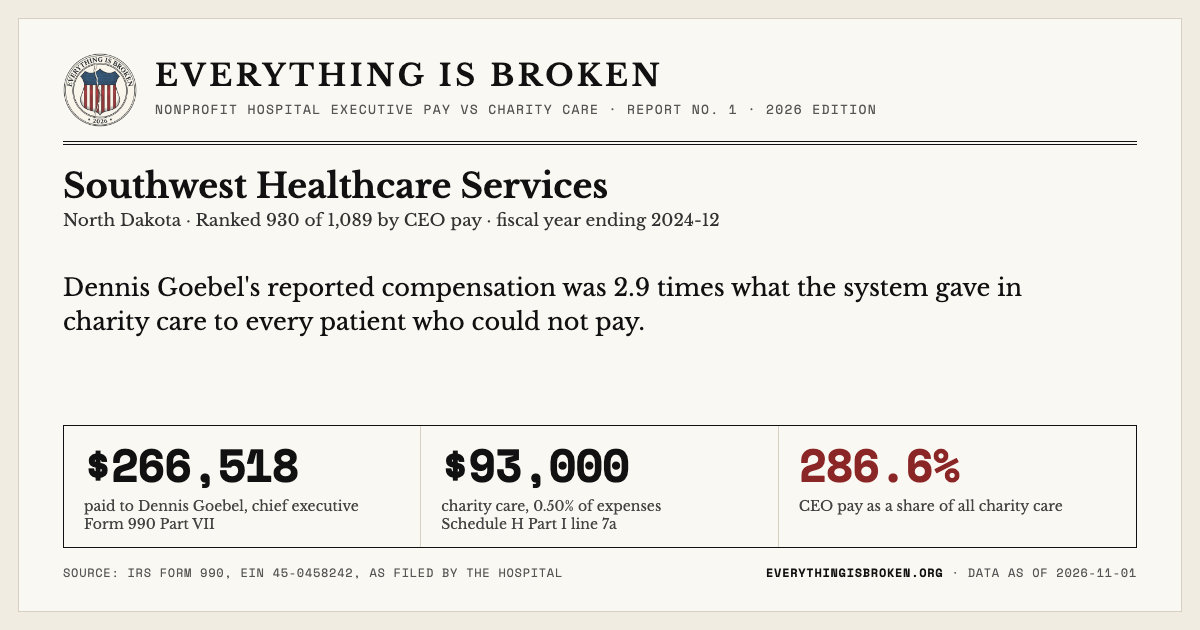 EVERYTHING IS BROKEN
2026
EVERYTHING IS BROKEN
NONPROFIT HOSPITAL EXECUTIVE PAY VS CHARITY CARE · REPORT NO. 1 · 2026 EDITION
Southwest Healthcare Services
North Dakota · Ranked 930 of 1,089 by CEO pay · fiscal year ending 2024-12
Dennis Goebel's reported compensation was 2.9 times what the system gave in
charity care to every patient who could not pay.
$266,518
paid to Dennis Goebel, chief executive
Form 990 Part VII
$93,000
charity care, 0.50% of expenses
Schedule H Part I line 7a
286.6%
CEO pay as a share of all charity care
SOURCE: IRS FORM 990, EIN 45-0458242, AS FILED BY THE HOSPITAL
EVERYTHINGISBROKEN.ORG · DATA AS OF 2026-11-01